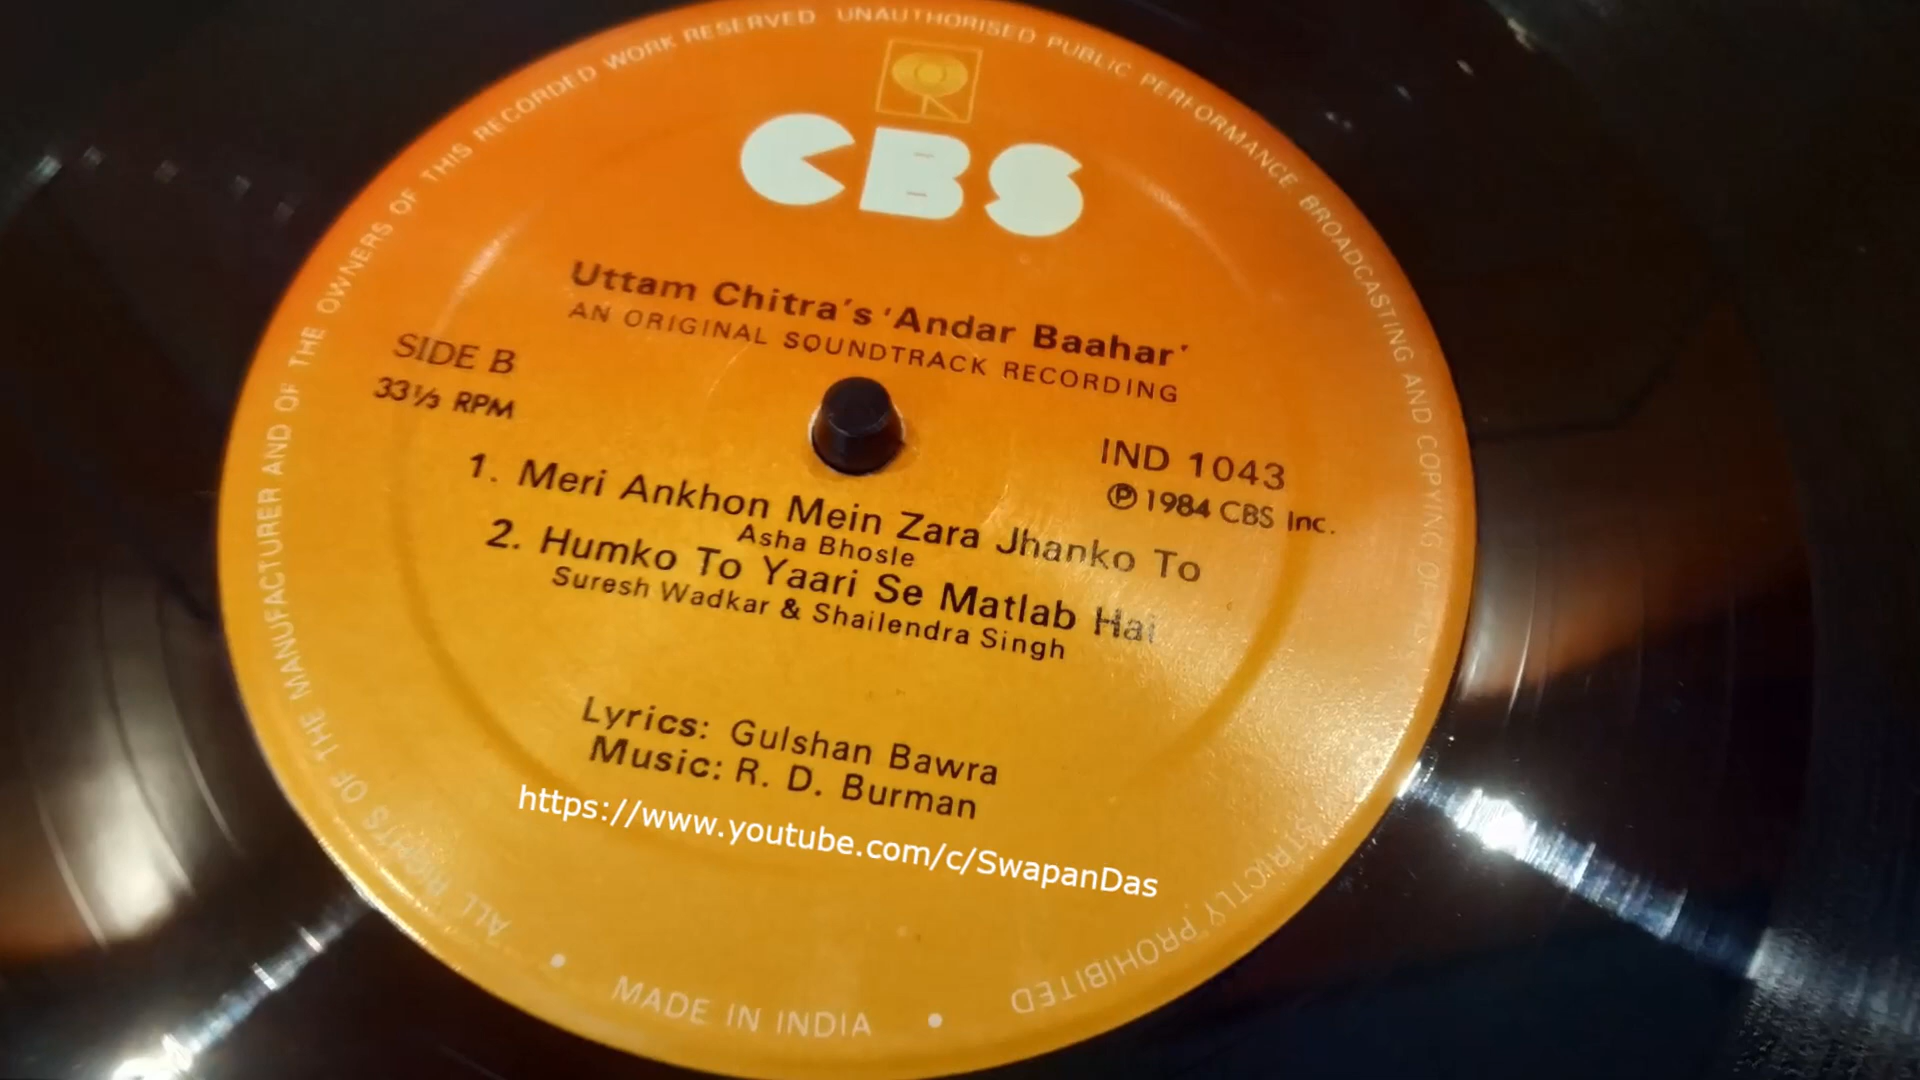 ALL RIGHTS OF THE MANUFACTURER AND OF THE OWNERS OF THIS RECORDED WORK RESERVED UNAUTHORISED PUBLIC PERFORMANCE BROADCASTING AND COPYING OF
STRICTLY PROHIBITED
CBS
Uttam Chitra's 'Andar Baahar'
AN ORIGINAL SOUNDTRACK RECORDING
SIDE B
33⅓ RPM
IND 1043
℗ 1984 CBS Inc.
1. Meri Ankhon Mein Zara Jhanko To
Asha Bhosle
2. Humko To Yaari Se Matlab Hai
Suresh Wadkar & Shailendra Singh
Lyrics: Gulshan Bawra
Music: R. D. Burman
https://www.youtube.com/c/SwapanDas
• MADE IN INDIA •